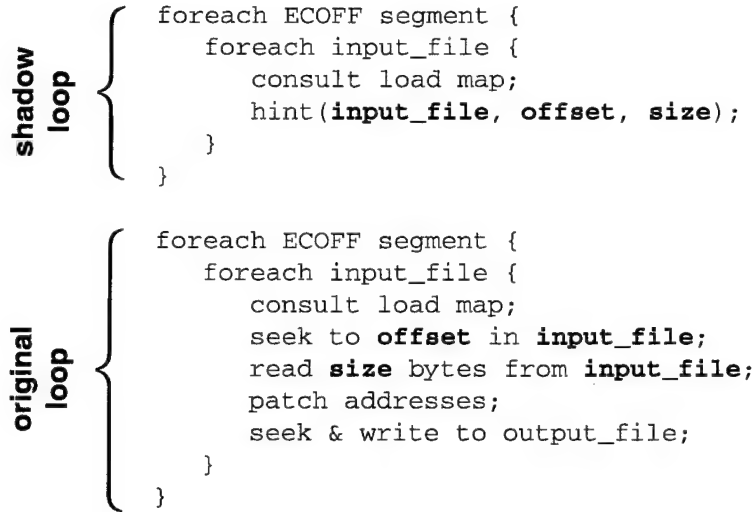 shadow
loop
foreach ECOFF segment {
foreach input_file {
consult load map;
hint(input_file, offset, size);
}
}
original
loop
foreach ECOFF segment {
foreach input_file {
consult load map;
seek to offset in input_file;
read size bytes from input_file;
patch addresses;
seek & write to output_file;
}
}